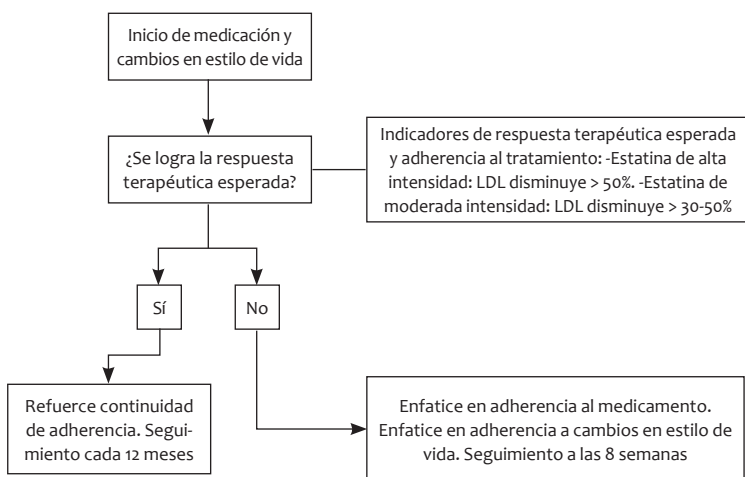 Inicio de medicación y
cambios en estilo de vida
¿Se logra la respuesta
terapéutica esperada?
Indicadores de respuesta terapéutica esperada
y adherencia al tratamiento: -Estatina de alta
intensidad: LDL disminuye > 50%. -Estatina de
moderada intensidad: LDL disminuye > 30-50%
Sí
No
Refuerce continuidad
de adherencia. Segui-
miento cada 12 meses
Enfatice en adherencia al medicamento.
Enfatice en adherencia a cambios en estilo de
vida. Seguimiento a las 8 semanas